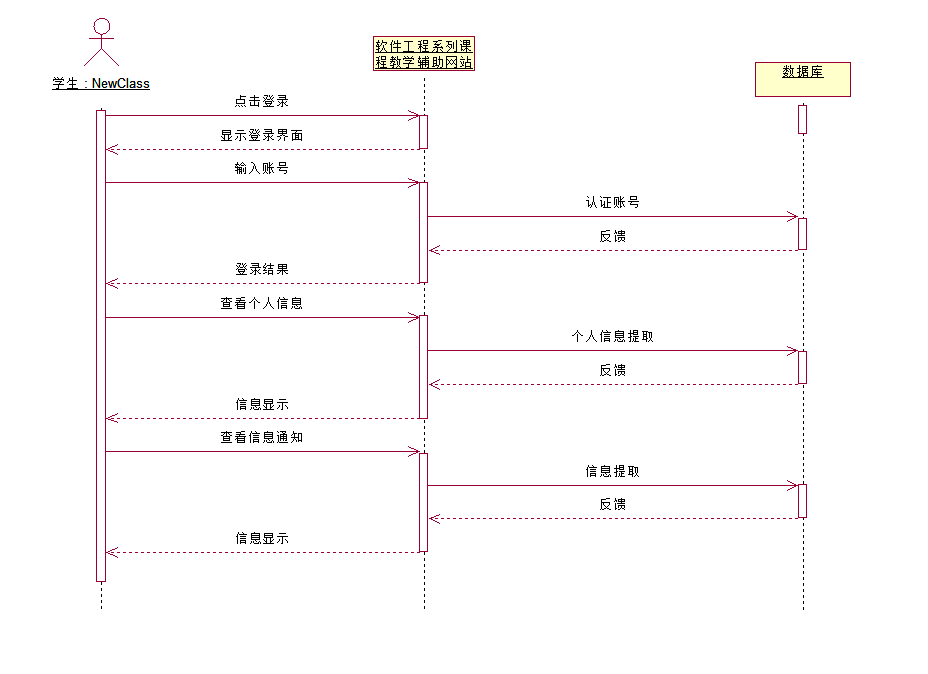 软件工程系列课
程教学辅助网站
数据库
学生 : NewClass
点击登录
显示登录界面
输入账号
认证账号
反馈
登录结果
查看个人信息
个人信息提取
反馈
信息显示
查看信息通知
信息提取
反馈
信息显示